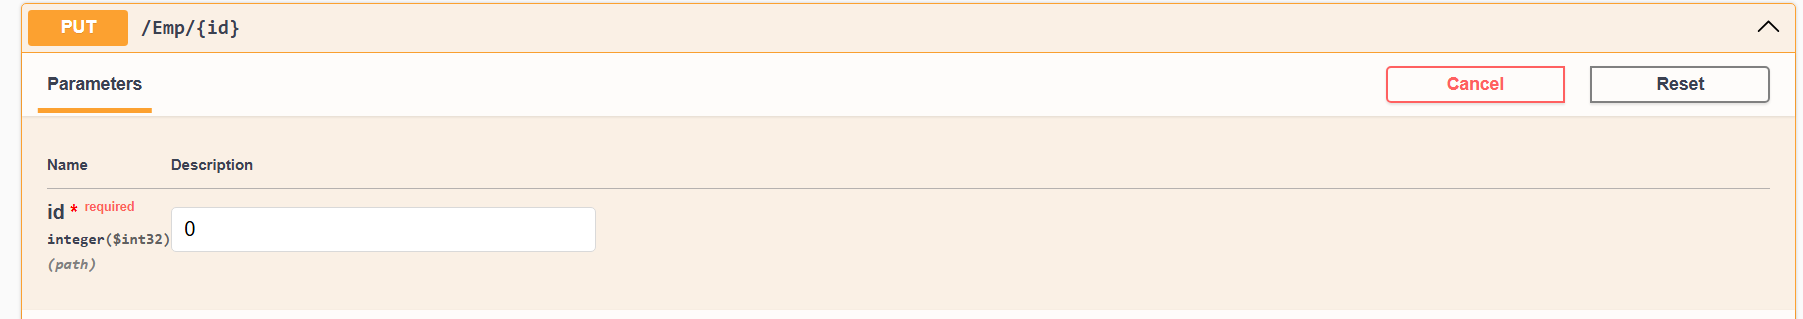 PUT /Emp/{id}
Parameters Cancel Reset
Name Description
id * required
integer($int32) 0
(path)